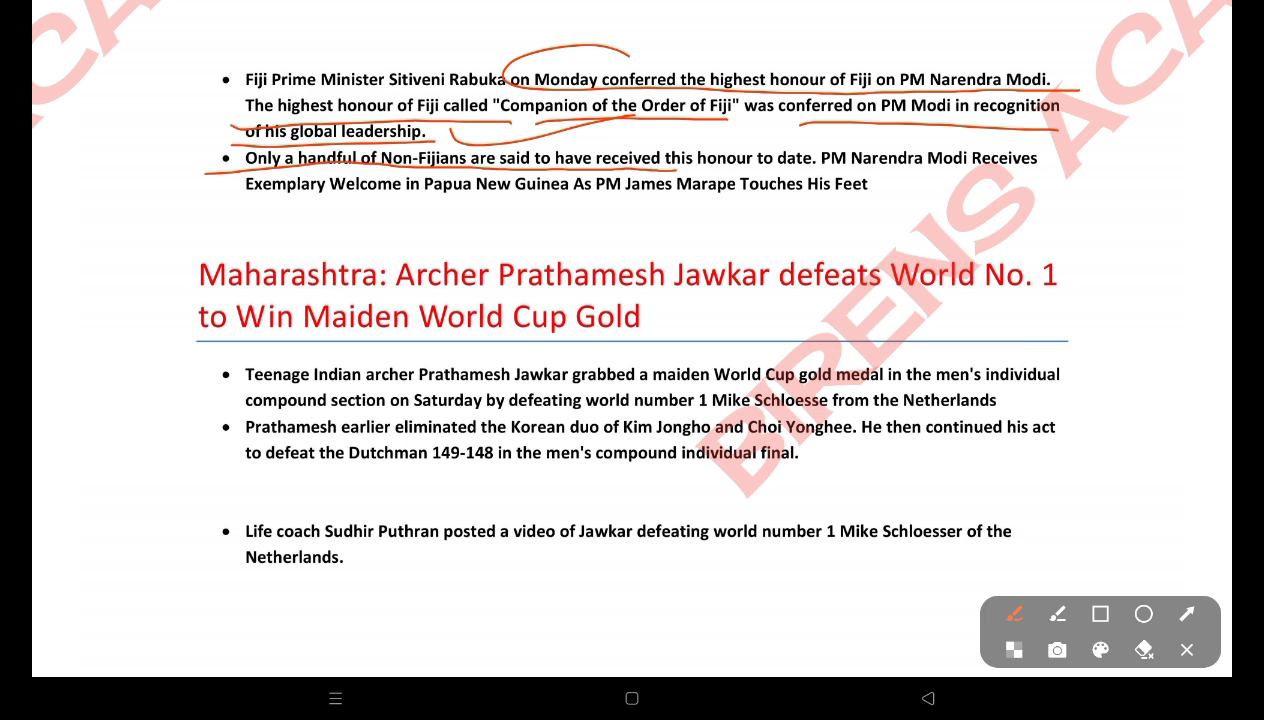 Fiji Prime Minister Sitiveni Rabuka on Monday conferred the highest honour of Fiji on PM Narendra Modi.
The highest honour of Fiji called "Companion of the Order of Fiji" was conferred on PM Modi in recognition
of his global leadership.
Only a handful of Non-Fijians are said to have received this honour to date. PM Narendra Modi Receives
Exemplary Welcome in Papua New Guinea As PM James Marape Touches His Feet
Maharashtra: Archer Prathamesh Jawkar defeats World No. 1
to Win Maiden World Cup Gold
Teenage Indian archer Prathamesh Jawkar grabbed a maiden World Cup gold medal in the men's individual
compound section on Saturday by defeating world number 1 Mike Schloesse from the Netherlands
Prathamesh earlier eliminated the Korean duo of Kim Jongho and Choi Yonghee. He then continued his act
to defeat the Dutchman 149-148 in the men's compound individual final.
Life coach Sudhir Puthran posted a video of Jawkar defeating world number 1 Mike Schloesser of the
Netherlands.
BIRENS ACA